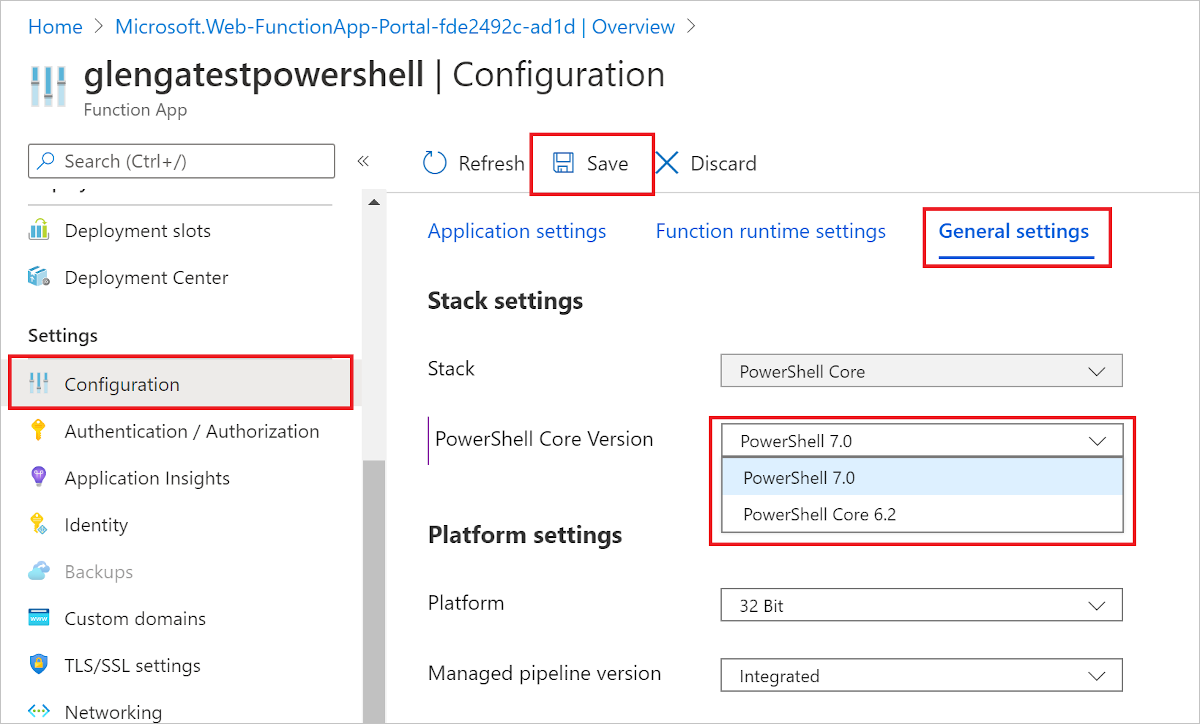 Home > Microsoft.Web-FunctionApp-Portal-fde2492c-ad1d | Overview >
glengatestpowershell | Configuration
Function App
Search (Ctrl+/)
«
Refresh
Save
Discard
Deployment slots
Deployment Center
Settings
Configuration
Authentication / Authorization
Application Insights
Identity
Backups
Custom domains
TLS/SSL settings
Networking
Application settings
Function runtime settings
General settings
Stack settings
Stack
PowerShell Core
PowerShell Core Version
PowerShell 7.0
PowerShell 7.0
PowerShell Core 6.2
Platform settings
Platform
32 Bit
Managed pipeline version
Integrated